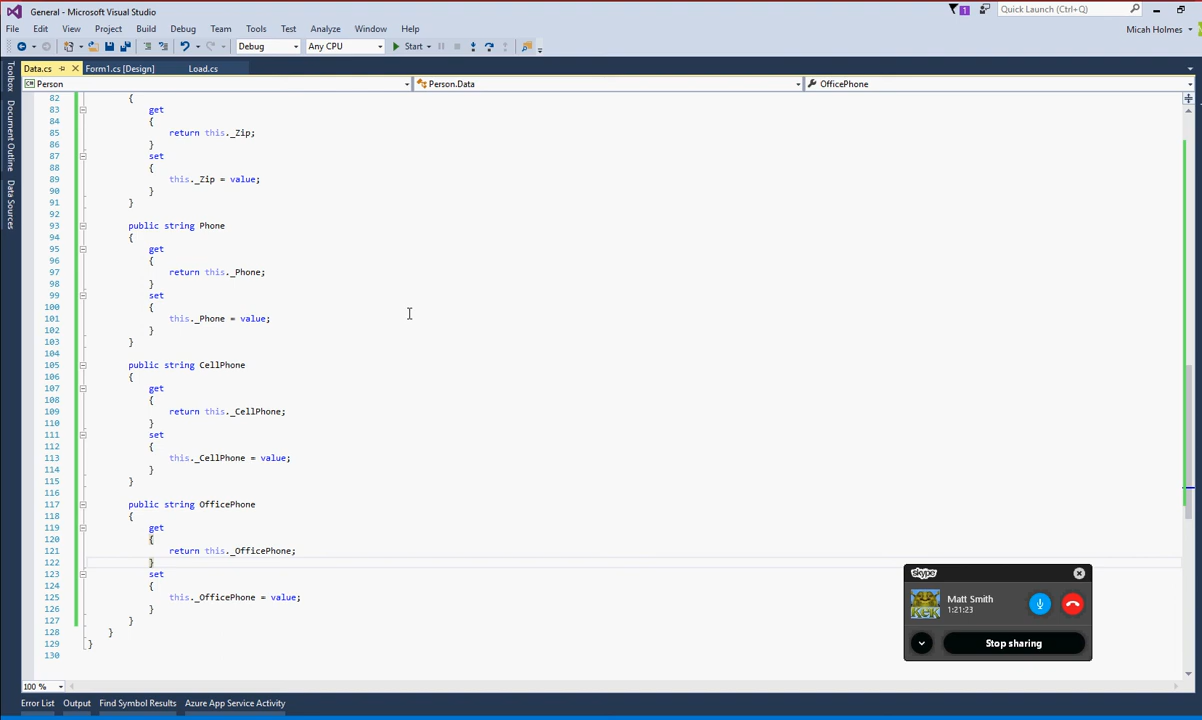 General - Microsoft Visual Studio
1
Quick Launch (Ctrl+Q)
File Edit View Project Build Debug Team Tools Test Analyze Window Help
Micah Holmes
Debug Any CPU Start
Data.cs Form1.cs [Design] Load.cs
Person Person.Data OfficePhone
Toolbox
Document Outline
Data Sources
82 {
83 get
84 {
85 return this._Zip;
86 }
87 set
88 {
89 this._Zip = value;
90 }
91 }
92
93 public string Phone
94 {
95 get
96 {
97 return this._Phone;
98 }
99 set
100 {
101 this._Phone = value;
102 }
103 }
104
105 public string CellPhone
106 {
107 get
108 {
109 return this._CellPhone;
110 }
111 set
112 {
113 this._CellPhone = value;
114 }
115 }
116
117 public string OfficePhone
118 {
119 get
120 {
121 return this._OfficePhone;
122 }
123 set
124 {
125 this._OfficePhone = value;
126 }
127 }
128 }
129 }
130
skype
Matt Smith
1:21:23
KEK
Stop sharing
100 %
Error List Output Find Symbol Results Azure App Service Activity